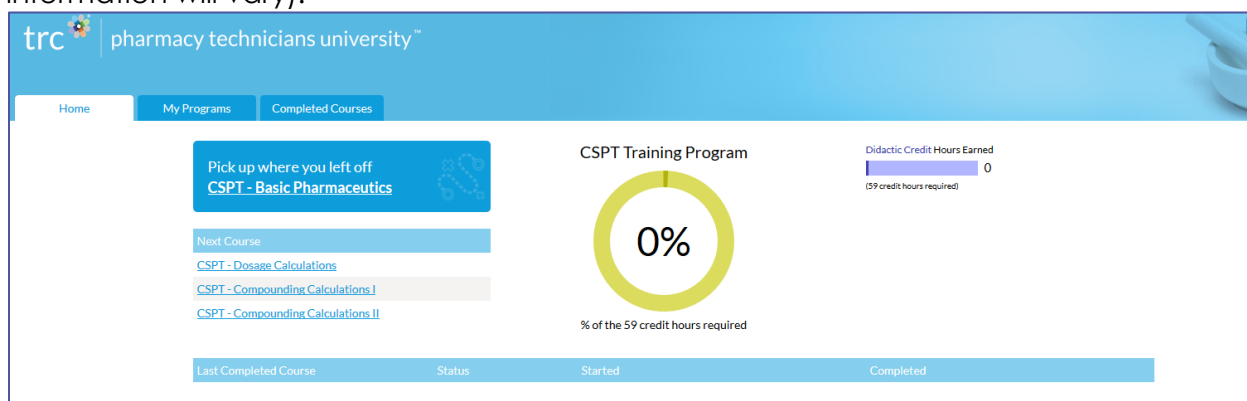 information will vary).
trc pharmacy technicians university™
Home My Programs Completed Courses
Pick up where you left off
CSPT - Basic Pharmaceutics
Next Course
CSPT - Dosage Calculations
CSPT - Compounding Calculations I
CSPT - Compounding Calculations II
CSPT Training Program
0%
% of the 59 credit hours required
Didactic Credit Hours Earned
0
(59 credit hours required)
Last Completed Course Status Started Completed